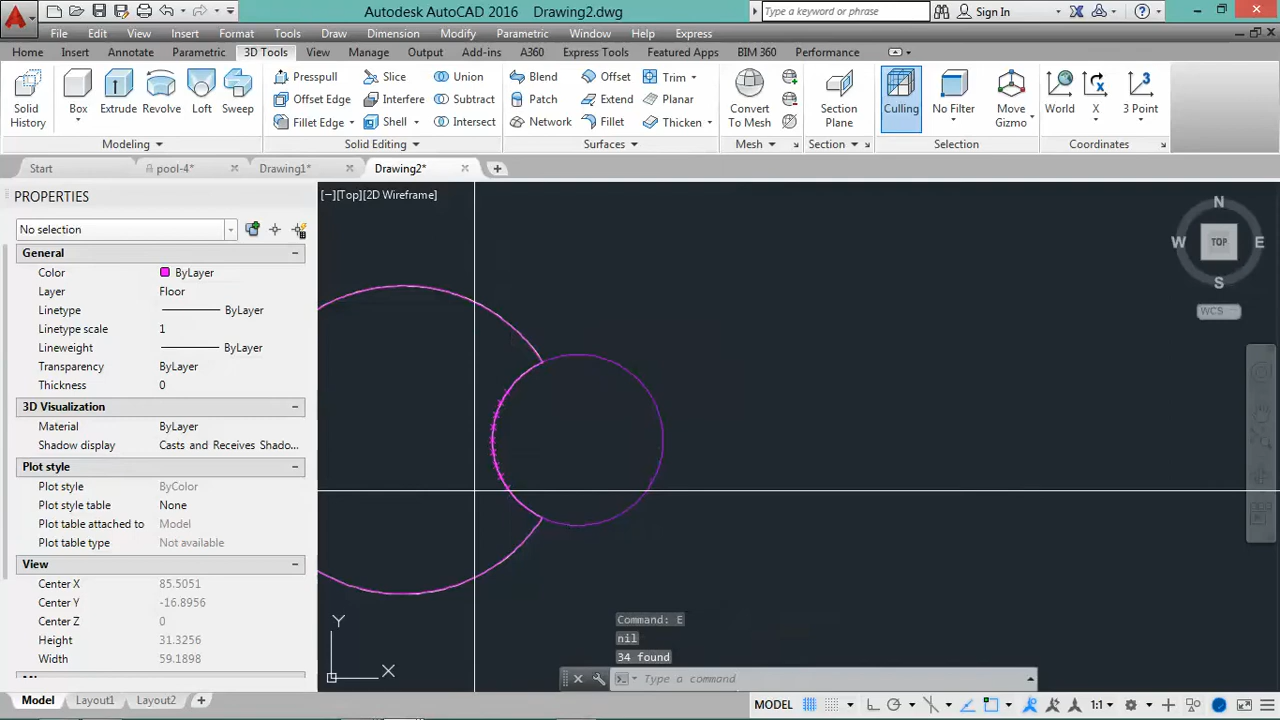 Autodesk AutoCAD 2016 Drawing2.dwg
Type a keyword or phrase
Sign In
File Edit View Insert Format Tools Draw Dimension Modify Parametric Window Help Express
Home Insert Annotate Parametric 3D Tools View Manage Output Add-ins A360 Express Tools Featured Apps BIM 360 Performance
Presspull Slice Union Blend Offset Trim
Solid History Box Extrude Revolve Loft Sweep
Offset Edge Interfere Subtract Patch Extend Planar
Convert To Mesh Section Plane Culling No Filter Move Gizmo World X 3 Point
Fillet Edge Shell Intersect Network Fillet Thicken
Modeling Solid Editing Surfaces Mesh Section Selection Coordinates
Start pool-4* Drawing1* Drawing2*
PROPERTIES
[−][Top][2D Wireframe]
No selection
General
Color ByLayer
Layer Floor
Linetype ByLayer
Linetype scale 1
Lineweight ByLayer
Transparency ByLayer
Thickness 0
3D Visualization
Material ByLayer
Shadow display Casts and Receives Shado...
Plot style
Plot style ByColor
Plot style table None
Plot table attached to Model
Plot table type Not available
View
Center X 85.5051
Center Y -16.8956
Center Z 0
Height 31.3256
Width 59.1898
N
W TOP E
S
WCS
Y
X
Command: E
nil
34 found
Type a command
Model Layout1 Layout2
MODEL 1:1